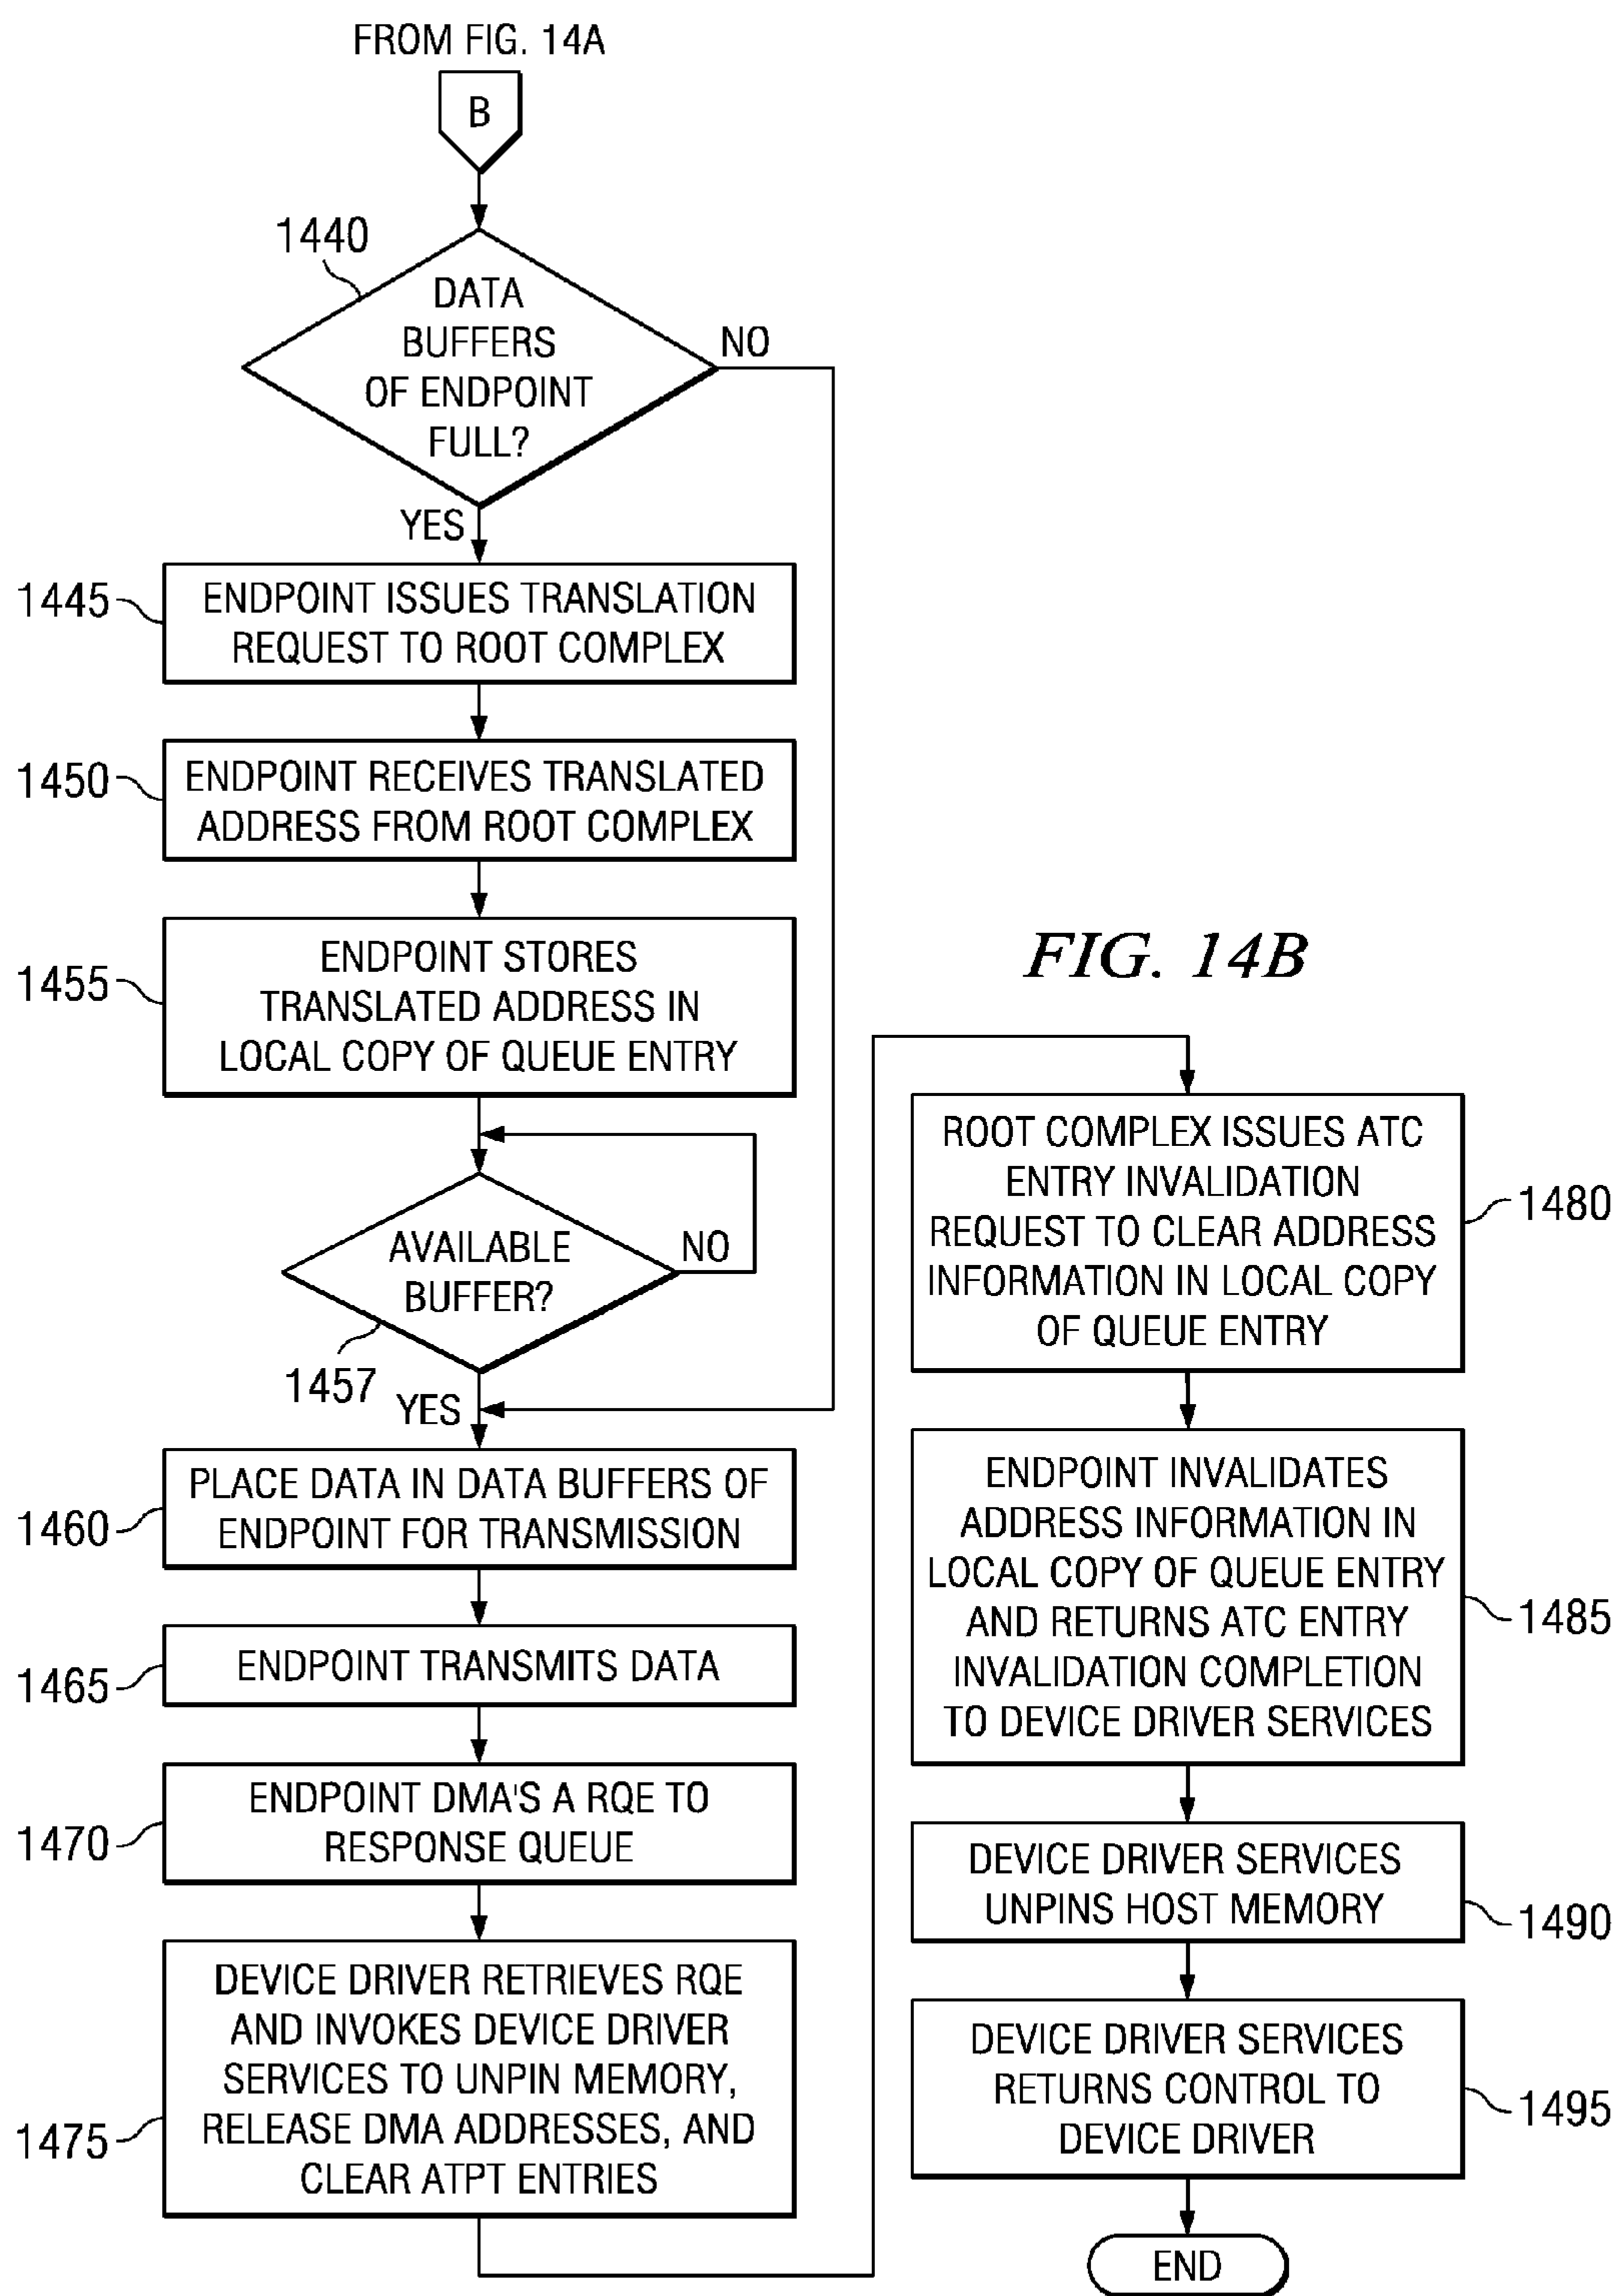 FROM FIG. 14A
B
1440
DATA
BUFFERS
OF ENDPOINT
FULL?
NO
YES
1445
ENDPOINT ISSUES TRANSLATION
REQUEST TO ROOT COMPLEX
1450
ENDPOINT RECEIVES TRANSLATED
ADDRESS FROM ROOT COMPLEX
1455
ENDPOINT STORES
TRANSLATED ADDRESS IN
LOCAL COPY OF QUEUE ENTRY
AVAILABLE
BUFFER?
NO
1457
YES
1460
PLACE DATA IN DATA BUFFERS OF
ENDPOINT FOR TRANSMISSION
1465
ENDPOINT TRANSMITS DATA
1470
ENDPOINT DMA'S A RQE TO
RESPONSE QUEUE
1475
DEVICE DRIVER RETRIEVES RQE
AND INVOKES DEVICE DRIVER
SERVICES TO UNPIN MEMORY,
RELEASE DMA ADDRESSES, AND
CLEAR ATPT ENTRIES
FIG. 14B
ROOT COMPLEX ISSUES ATC
ENTRY INVALIDATION
REQUEST TO CLEAR ADDRESS
INFORMATION IN LOCAL COPY
OF QUEUE ENTRY
1480
ENDPOINT INVALIDATES
ADDRESS INFORMATION IN
LOCAL COPY OF QUEUE ENTRY
AND RETURNS ATC ENTRY
INVALIDATION COMPLETION
TO DEVICE DRIVER SERVICES
1485
DEVICE DRIVER SERVICES
UNPINS HOST MEMORY
1490
DEVICE DRIVER SERVICES
RETURNS CONTROL TO
DEVICE DRIVER
1495
END